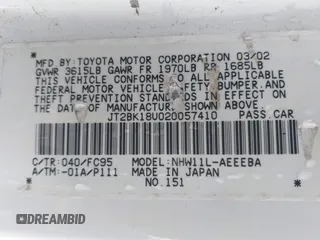 MFD.BY:TOYOTA MOTOR CORPORATION 03/02
GVWR 3615LB GAWR FR 1970LB RR 1685LB
THIS VEHICLE CONFORMS TO ALL APPLICABLE
FEDERAL MOTOR VEHICLE SAFETY, BUMPER, AND
THEFT PREVENTION STANDARDS IN EFFECT ON
THE DATE OF MANUFACTURE SHOWN ABOVE.
JT2BK18U020057410 PASS.CAR
C/TR:040/FC95 MODEL:NHW11L-AEEEBA
A/TM:-01A/P111 MADE IN JAPAN
NO.151
DEALERSHIP.CC